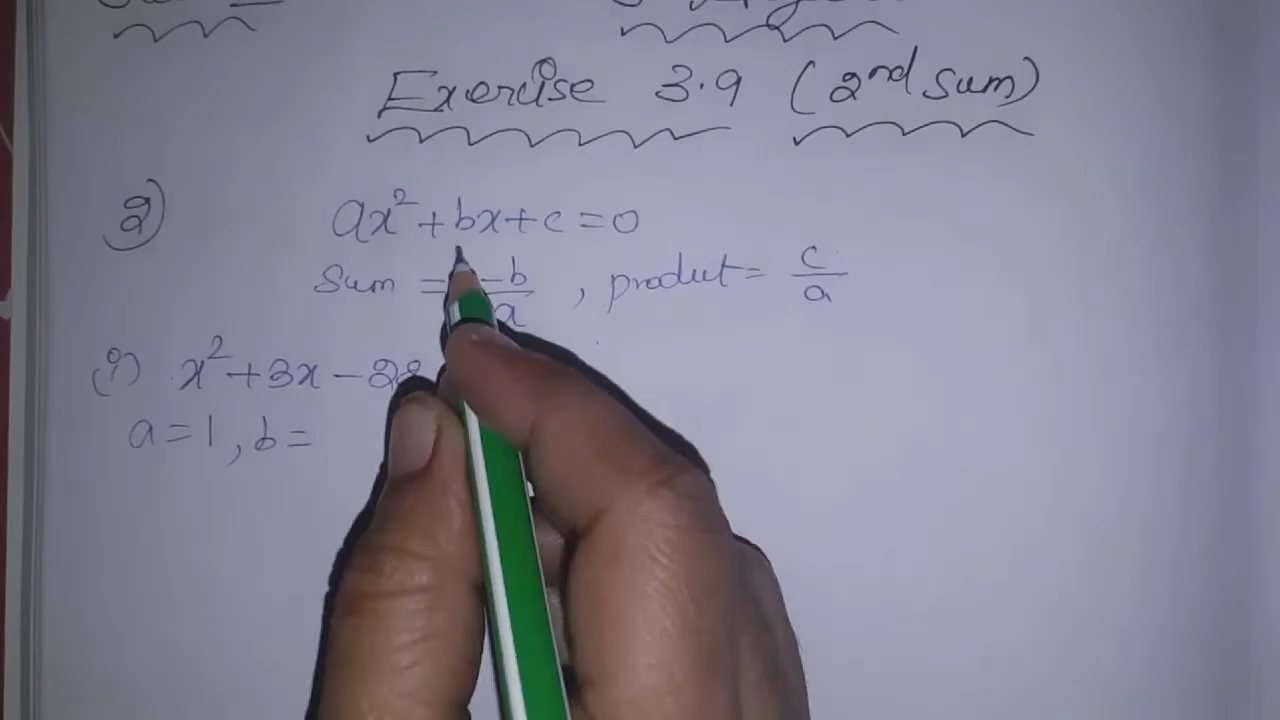 Exercise 3.9 (2nd sum)
2) ax² + bx + c = 0
Sum = -b/a , product = c/a
(i) x² + 3x - 28
a = 1 , b =